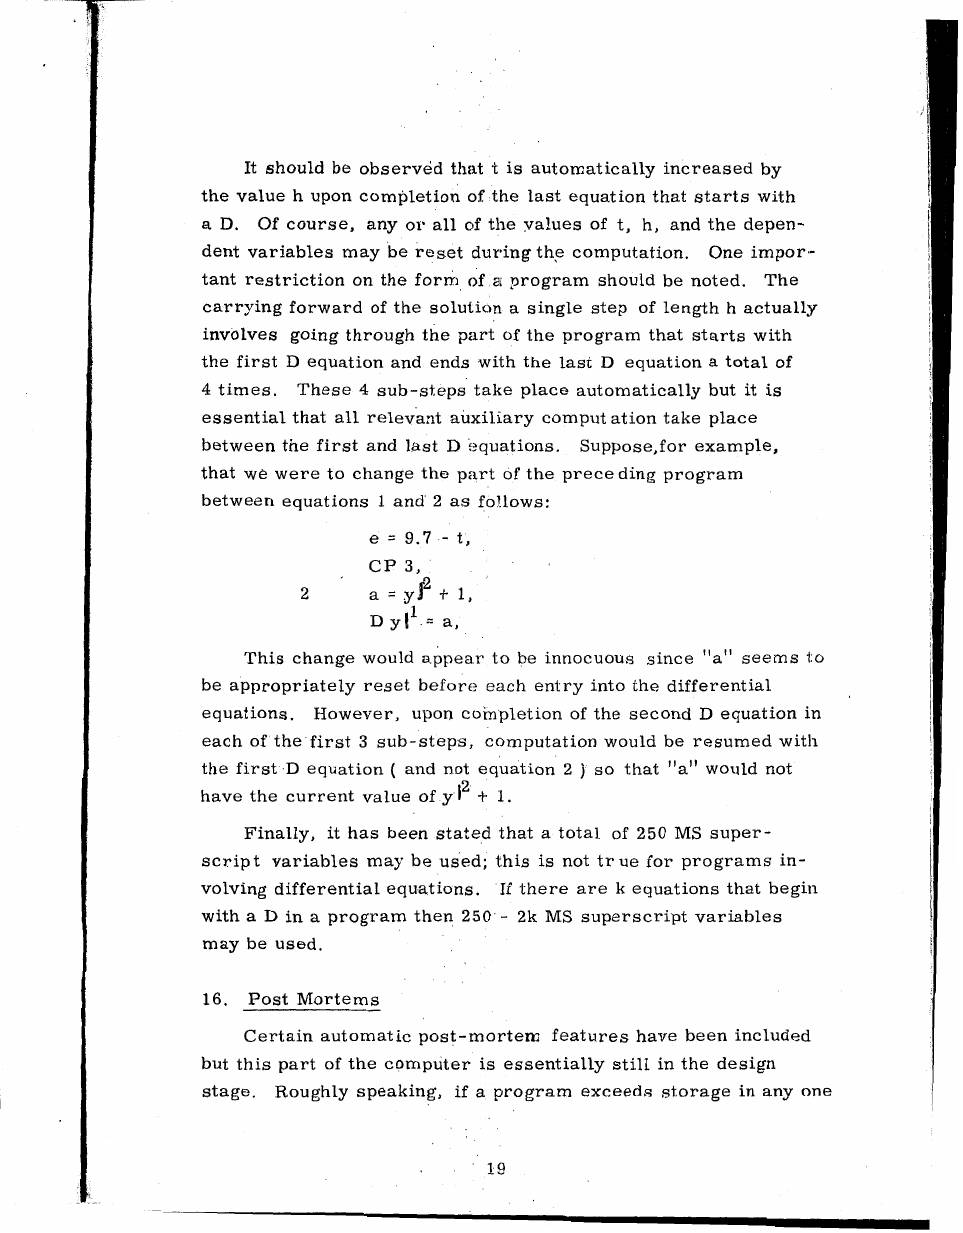 It should be observed that t is automatically increased by
the value h upon completion of the last equation that starts with
a D. Of course, any or all of the values of t, h, and the depen-
dent variables may be reset during the computation. One impor-
tant restriction on the form of a program should be noted. The
carrying forward of the solution a single step of length h actually
involves going through the part of the program that starts with
the first D equation and ends with the last D equation a total of
4 times. These 4 sub-steps take place automatically but it is
essential that all relevant auxiliary comput ation take place
between the first and last D equations. Suppose,for example,
that we were to change the part of the prece ding program
between equations 1 and 2 as follows:
e = 9.7 - t,
CP 3,
2 a = y|² + 1,
D y|¹ = a,
This change would appear to be innocuous since "a" seems to
be appropriately reset before each entry into the differential
equations. However, upon completion of the second D equation in
each of the first 3 sub-steps, computation would be resumed with
the first D equation ( and not equation 2 ) so that "a" would not
have the current value of y|² + 1.
Finally, it has been stated that a total of 250 MS super-
script variables may be used; this is not tr ue for programs in-
volving differential equations. If there are k equations that begin
with a D in a program then 250 - 2k MS superscript variables
may be used.
16. Post Mortems
Certain automatic post-mortem features have been included
but this part of the computer is essentially still in the design
stage. Roughly speaking, if a program exceeds storage in any one
19